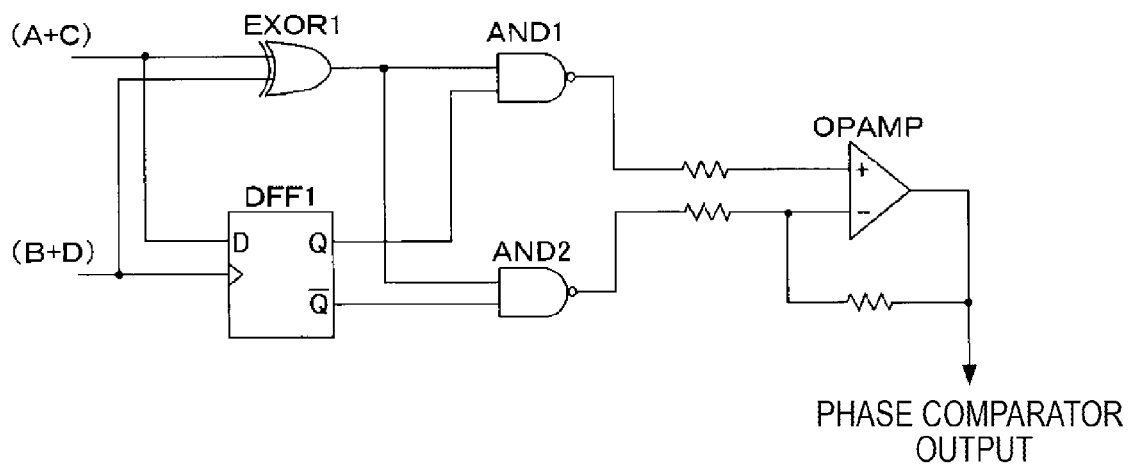 (A+C)
EXOR1
AND1
OPAMP
+
−
DFF1
D
Q
(B+D)
Q̅
AND2
PHASE COMPARATOR
OUTPUT